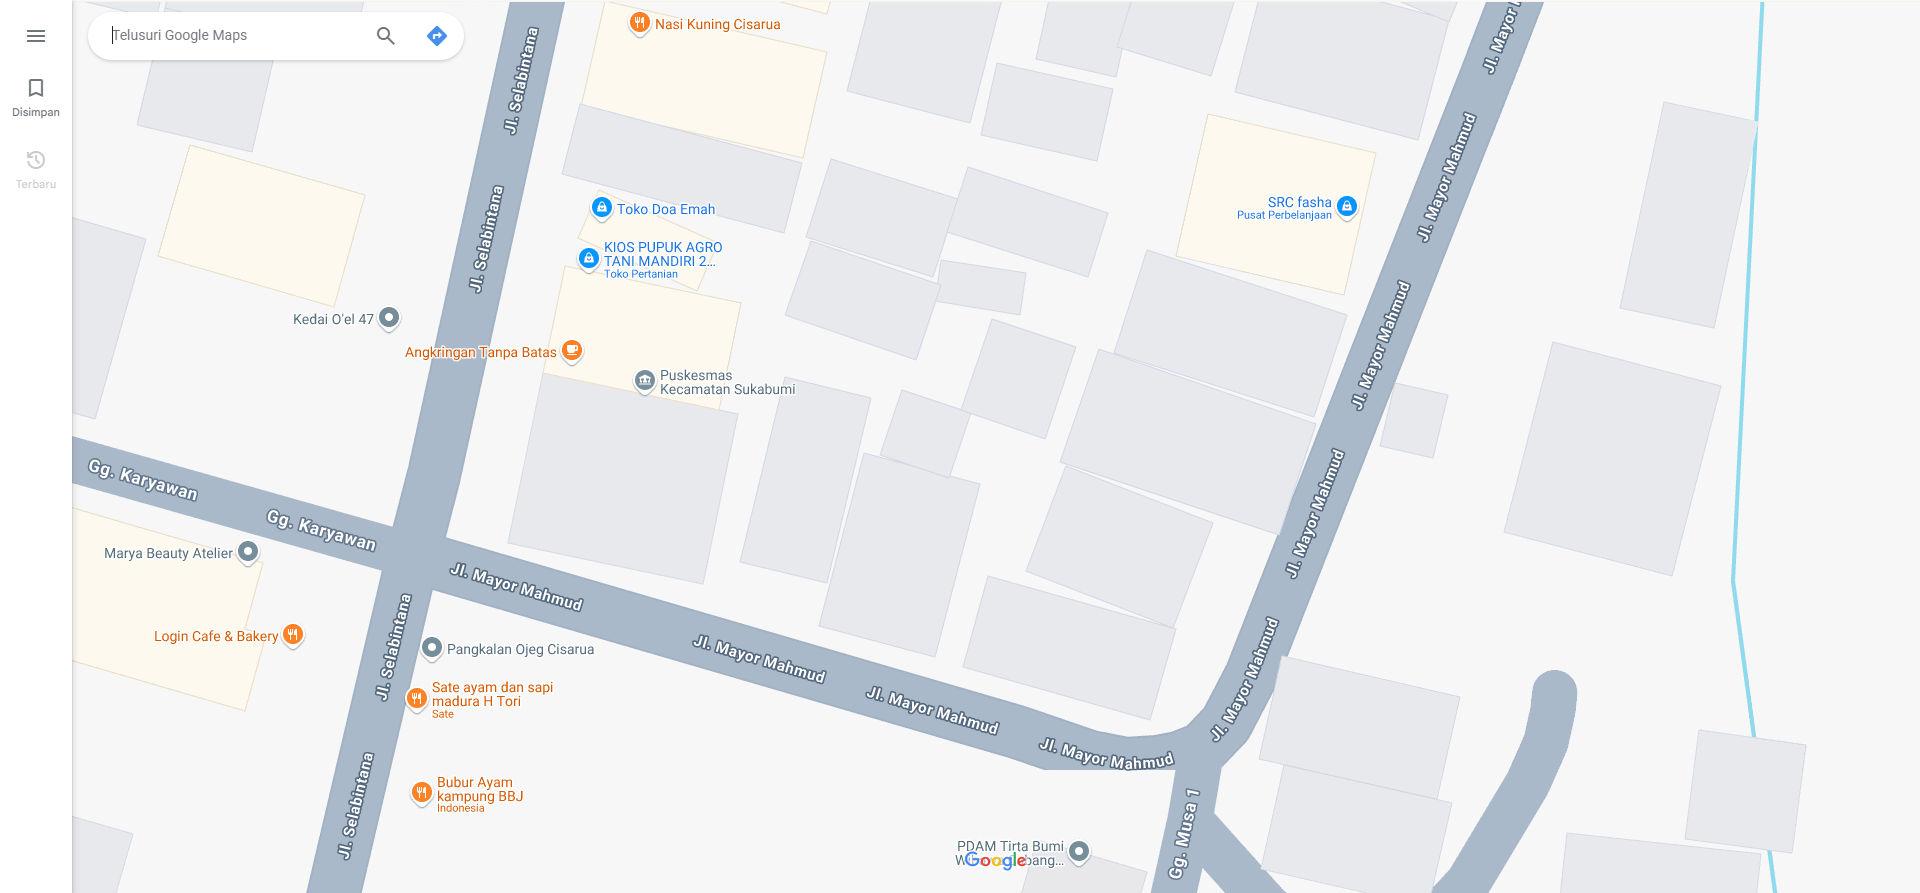 Telusuri Google Maps
Disimpan
Terbaru
Nasi Kuning Cisarua
Jl. Selabintana
Jl. Mayor
Jl. Mayor Mahmud
Jl. Selabintana
Toko Doa Emah
SRC fasha
Pusat Perbelanjaan
KIOS PUPUK AGRO
TANI MANDIRI 2...
Toko Pertanian
Kedai O'el 47
Angkringan Tanpa Batas
Jl. Mayor Mahmud
Puskesmas
Kecamatan Sukabumi
Gg. Karyawan
Gg. Karyawan
Jl. Mayor Mahmud
Marya Beauty Atelier
Jl. Mayor Mahmud
Login Cafe & Bakery
Jl. Selabintana
Pangkalan Ojeg Cisarua
Jl. Mayor Mahmud
Jl. Mayor Mahmud
Sate ayam dan sapi
madura H Tori
Sate
Jl. Mayor Mahmud
Jl. Mayor Mahmud
Bubur Ayam
kampung BBJ
Indonesia
Jl. Selabintana
Gg. Musa 1
PDAM Tirta Bumi
Google